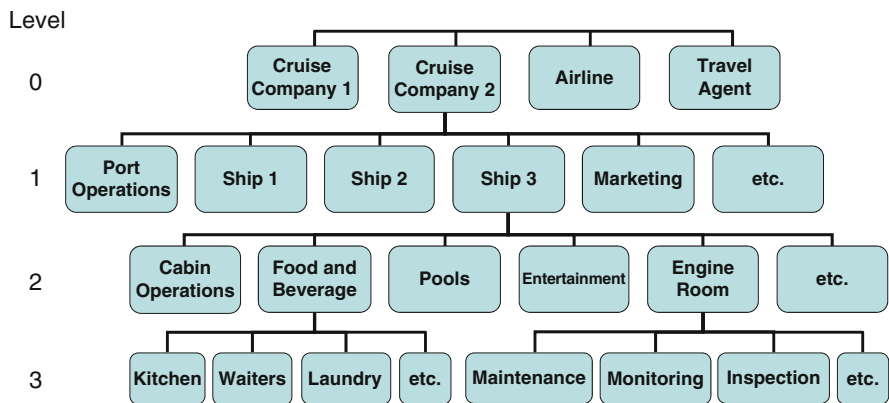 Level
0
Cruise
Company 1
Cruise
Company 2
Airline
Travel
Agent
1
Port
Operations
Ship 1
Ship 2
Ship 3
Marketing
etc.
2
Cabin
Operations
Food and
Beverage
Pools
Entertainment
Engine
Room
etc.
3
Kitchen
Waiters
Laundry
etc.
Maintenance
Monitoring
Inspection
etc.